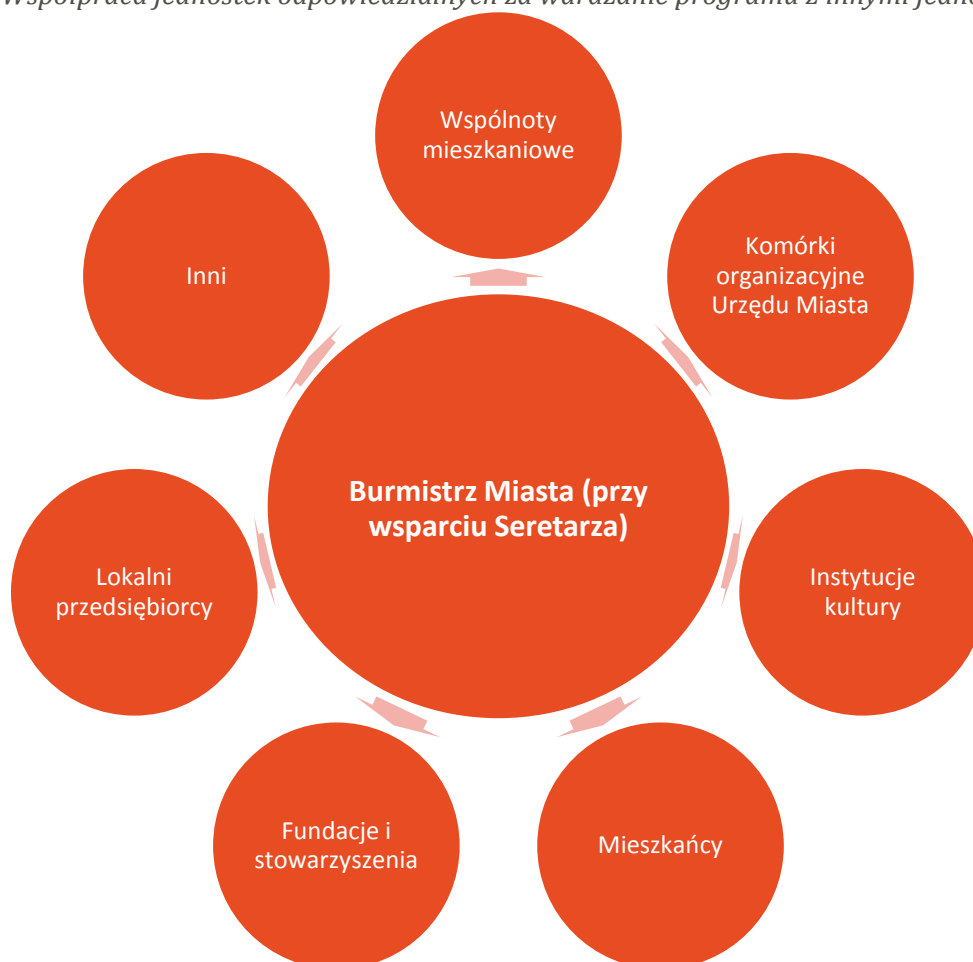 Współpraca jednostek odpowiedzialnych za wdrażanie programu z innymi
Wspólnoty
mieszkaniowe
Inni
Komórki
organizacyjne
Urzędu Miasta
Burmistrz Miasta (przy
wsparciu Seretarza)
Lokalni
przedsiębiorcy
Instytucje
kultury
Fundacje i
stowarzyszenia
Mieszkańcy